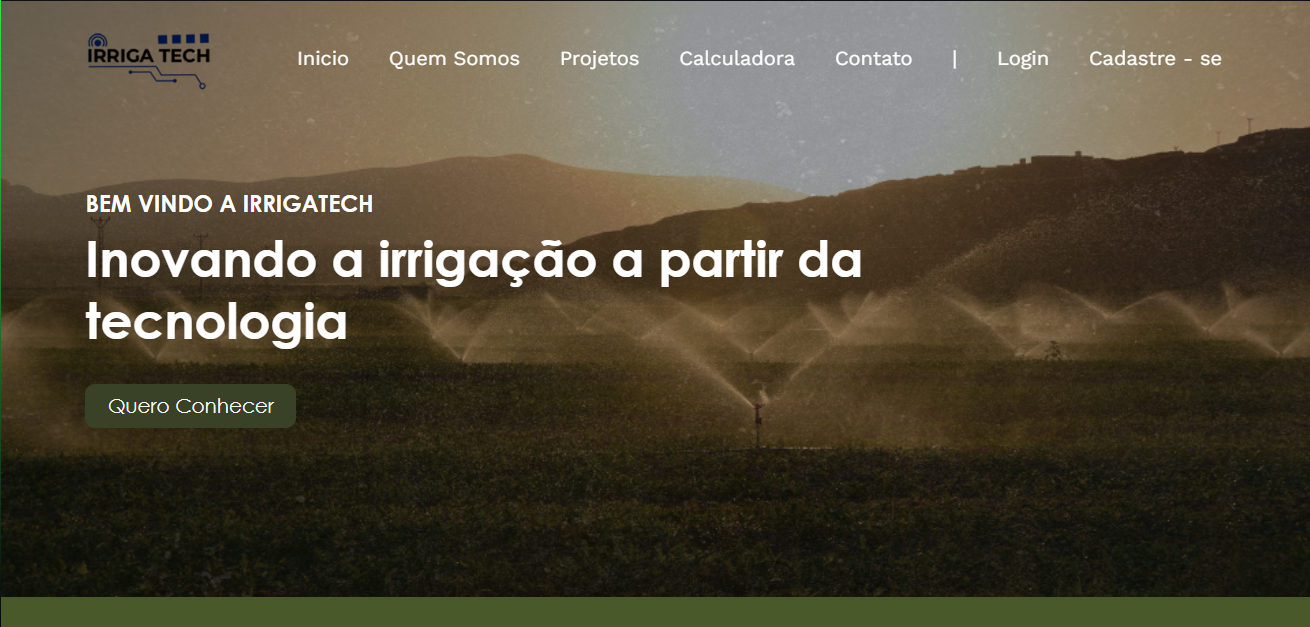 IRRIGA TECH
Inicio Quem Somos Projetos Calculadora Contato | Login Cadastre - se
BEM VINDO A IRRIGATECH
Inovando a irrigação a partir da
tecnologia
Quero Conhecer